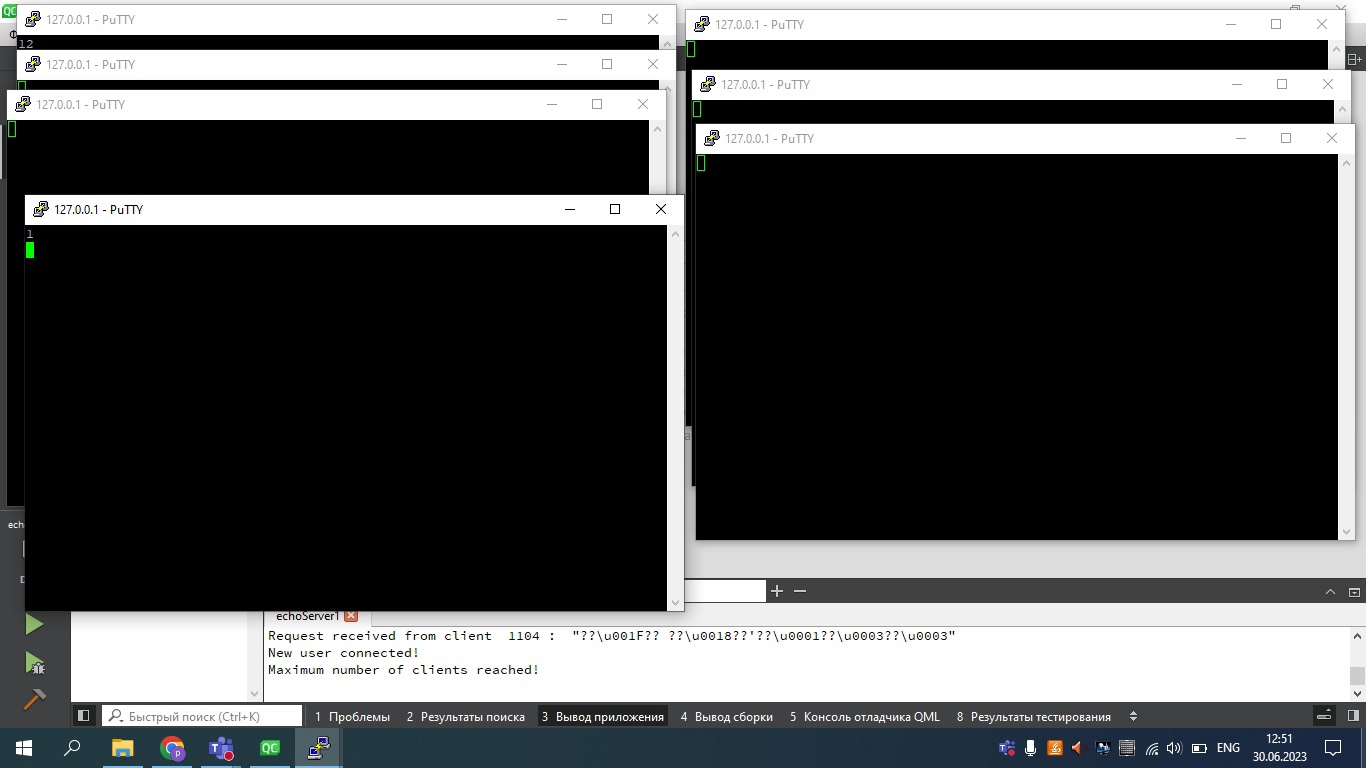 127.0.0.1 - PuTTY
12
127.0.0.1 - PuTTY
127.0.0.1 - PuTTY
127.0.0.1 - PuTTY
1
127.0.0.1 - PuTTY
127.0.0.1 - PuTTY
127.0.0.1 - PuTTY
QC
echoServer1
Request received from client  1104 :  "??\u001F?? ??\u0018??'??\u0001??\u0003??\u0003"
New user connected!
Maximum number of clients reached!
Быстрый поиск (Ctrl+K)
1 Проблемы
2 Результаты поиска
3 Вывод приложения
4 Вывод сборки
5 Консоль отладчика QML
8 Результаты тестирования
QC
ENG
12:51
30.06.2023